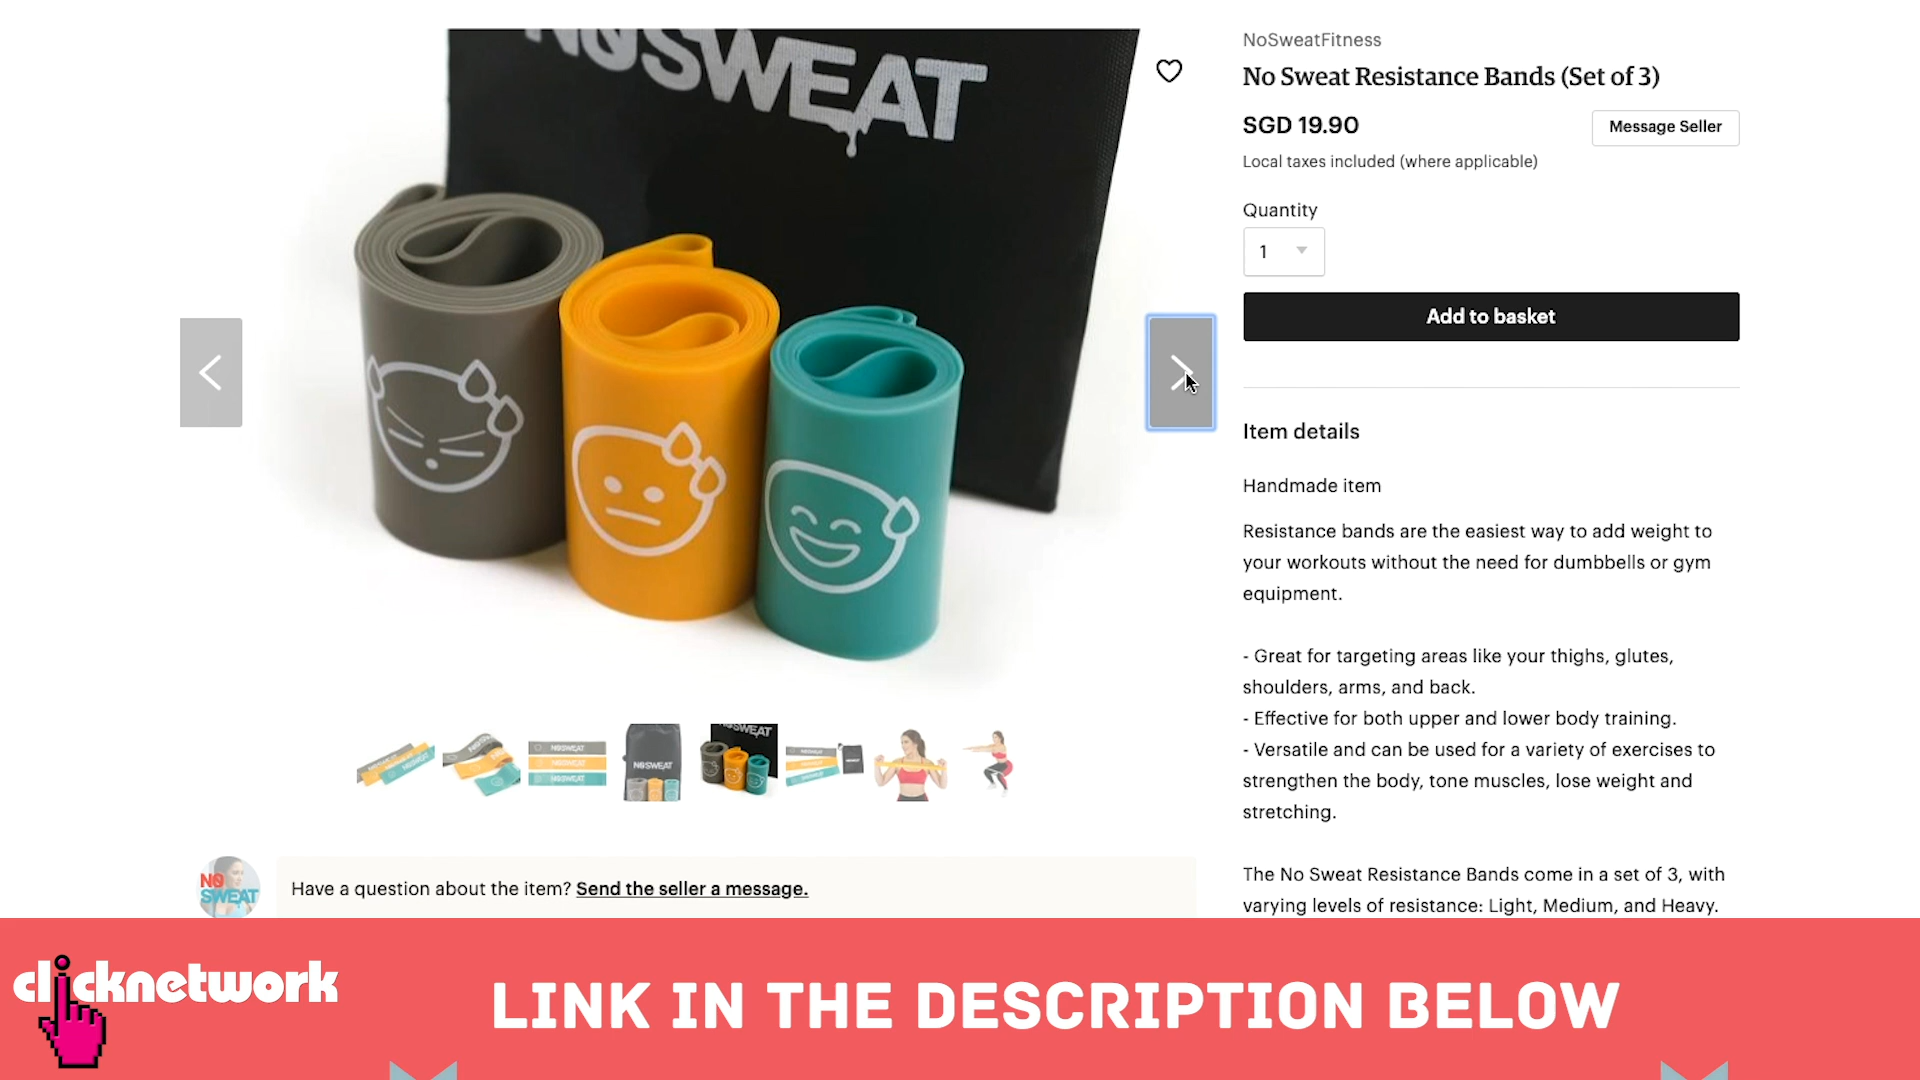 NOSWEAT
NoSweatFitness
No Sweat Resistance Bands (Set of 3)
SGD 19.90
Message Seller
Local taxes included (where applicable)
Quantity
1
Add to basket
Item details
Handmade item
Resistance bands are the easiest way to add weight to
your workouts without the need for dumbbells or gym
equipment.
- Great for targeting areas like your thighs, glutes,
shoulders, arms, and back.
- Effective for both upper and lower body training.
- Versatile and can be used for a variety of exercises to
strengthen the body, tone muscles, lose weight and
stretching.
The No Sweat Resistance Bands come in a set of 3, with
varying levels of resistance: Light, Medium, and Heavy.
NOSWEAT
NOSWEAT
NOSWEAT
NOSWEAT
NOSWEAT
NO
SWEAT
Have a question about the item? Send the seller a message.
clicknetwork
LINK IN THE DESCRIPTION BELOW